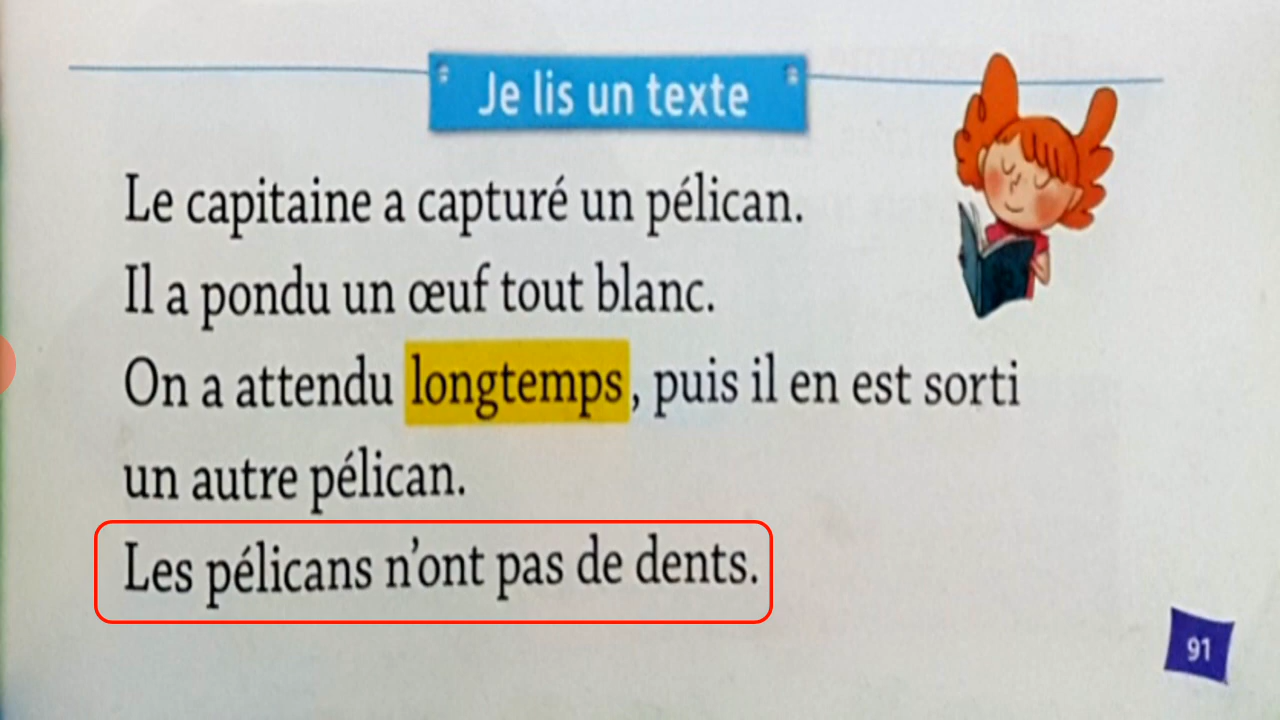 Je lis un texte
Le capitaine a capturé un pélican.
Il a pondu un œuf tout blanc.
On a attendu longtemps, puis il en est sorti
un autre pélican.
Les pélicans n'ont pas de dents.
91